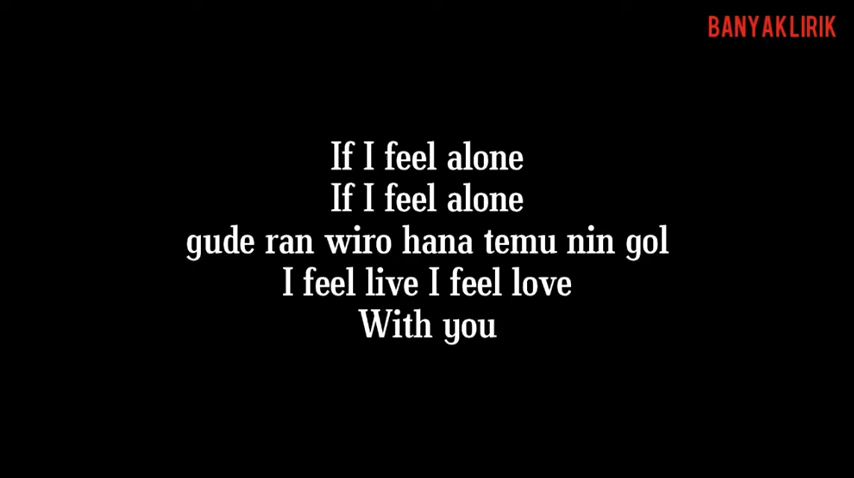 BANYAKLIRIK
If I feel alone
If I feel alone
gude ran wiro hana temu nin gol
I feel live I feel love
With you